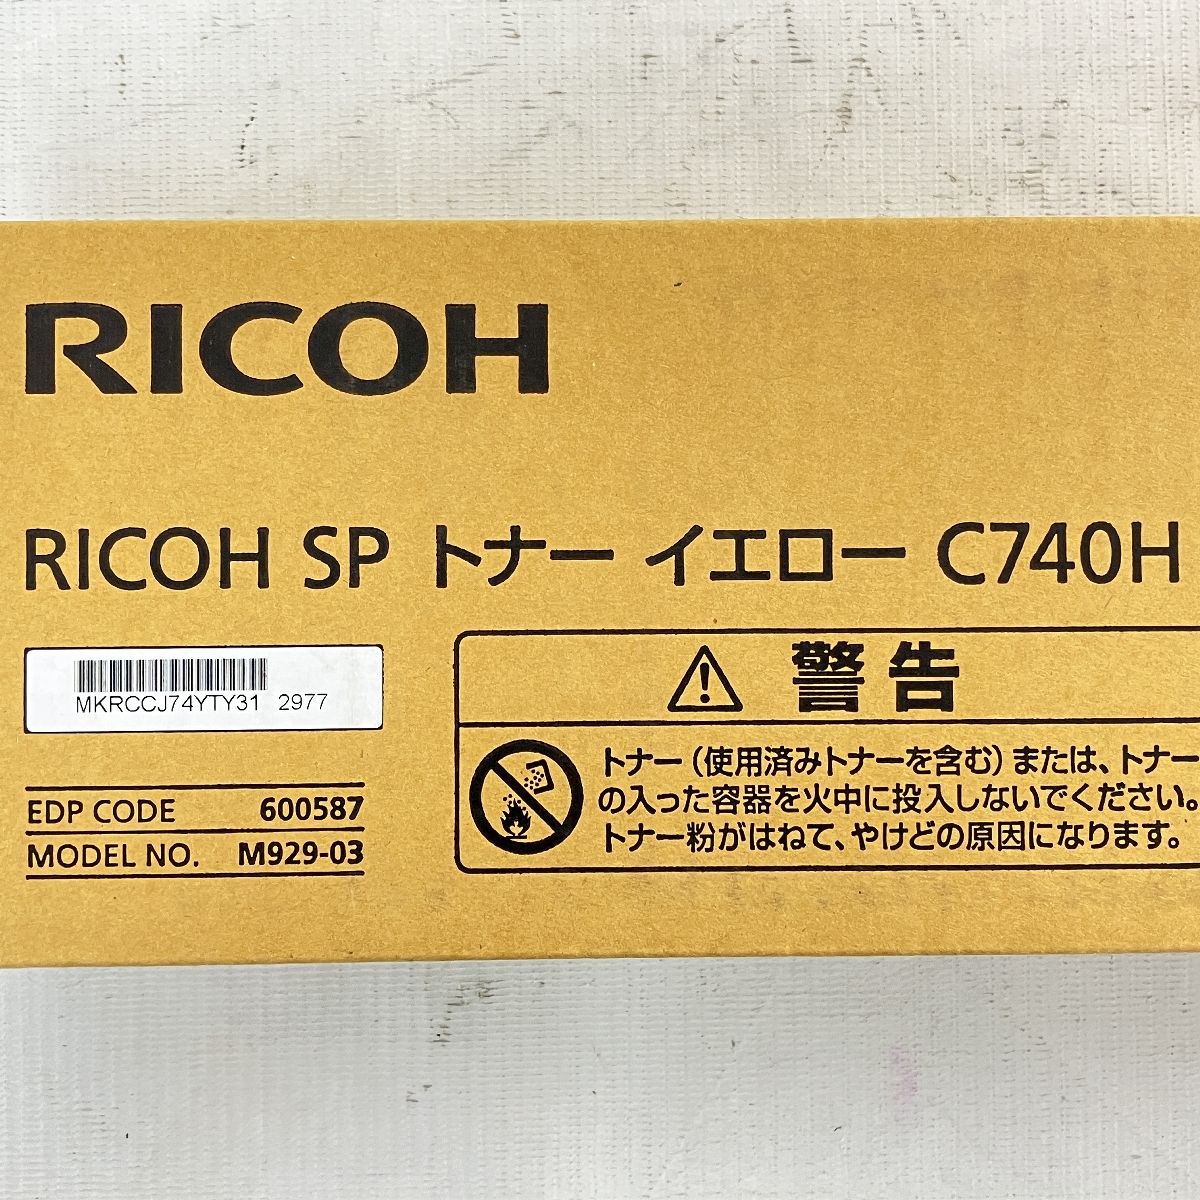 RICOH
RICOH SP トナー イエロー C740H
MKRCCJ74YTY31 2977
EDP CODE 600587
MODEL NO. M929-03
警告
トナー(使用済みトナーを含む)または、トナー
の入った容器を火中に投入しないでください。
トナー粉がはねて、やけどの原因になります。